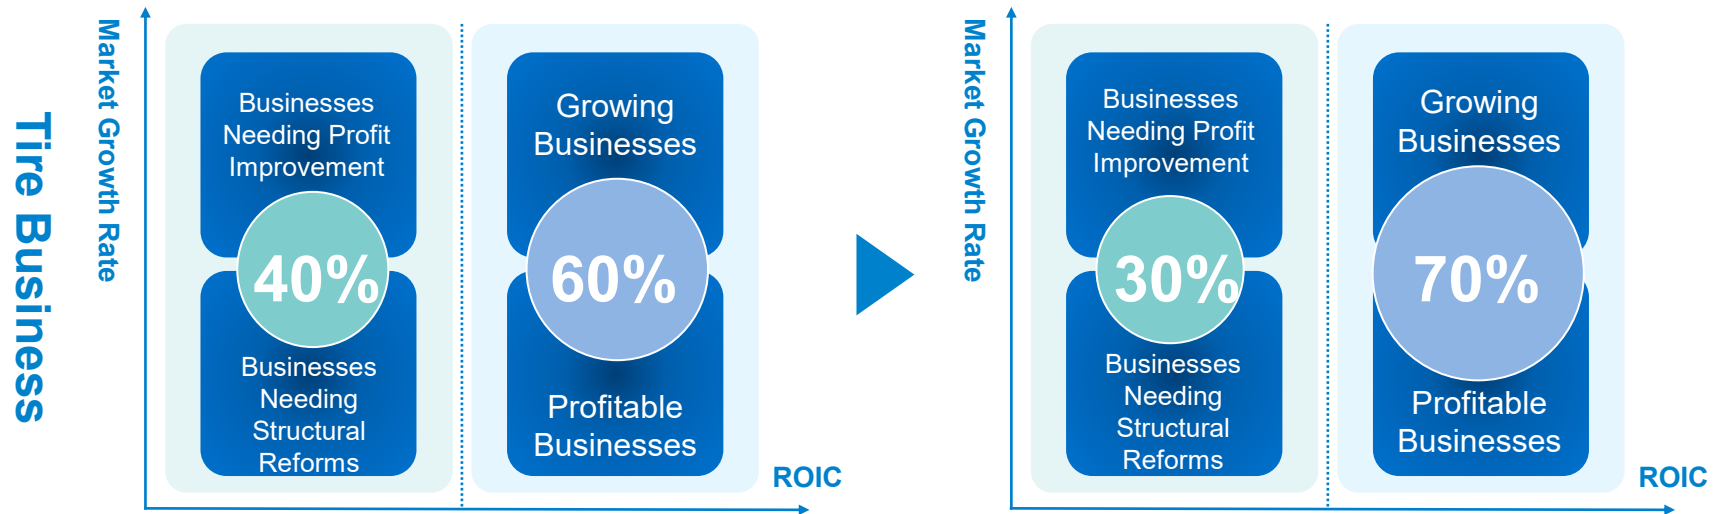 Tire Business
Market Growth Rate
Businesses
Needing Profit
Improvement
Growing
Businesses
40%
60%
Businesses
Needing
Structural
Reforms
Profitable
Businesses
ROIC
Market Growth Rate
Businesses
Needing Profit
Improvement
Growing
Businesses
30%
70%
Businesses
Needing
Structural
Reforms
Profitable
Businesses
ROIC